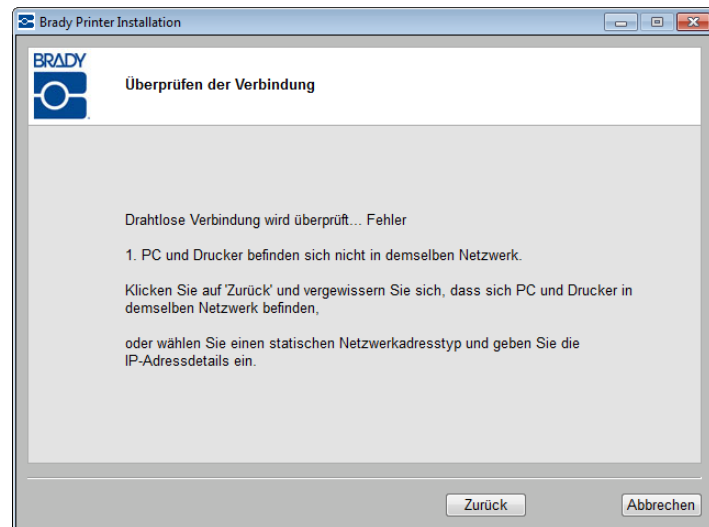 Brady Printer Installation
BRADY
Überprüfen der Verbindung
Drahtlose Verbindung wird überprüft... Fehler
1. PC und Drucker befinden sich nicht in demselben Netzwerk.
Klicken Sie auf 'Zurück' und vergewissern Sie sich, dass sich PC und Drucker in
demselben Netzwerk befinden,
oder wählen Sie einen statischen Netzwerkadresstyp und geben Sie die
IP-Adressdetails ein.
Zurück
Abbrechen